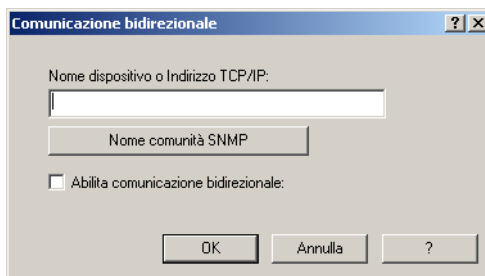 Comunicazione bidirezionale
? X
Nome dispositivo o Indirizzo TCP/IP:
Nome comunità SNMP
Abilita comunicazione bidirezionale:
OK Annulla ?